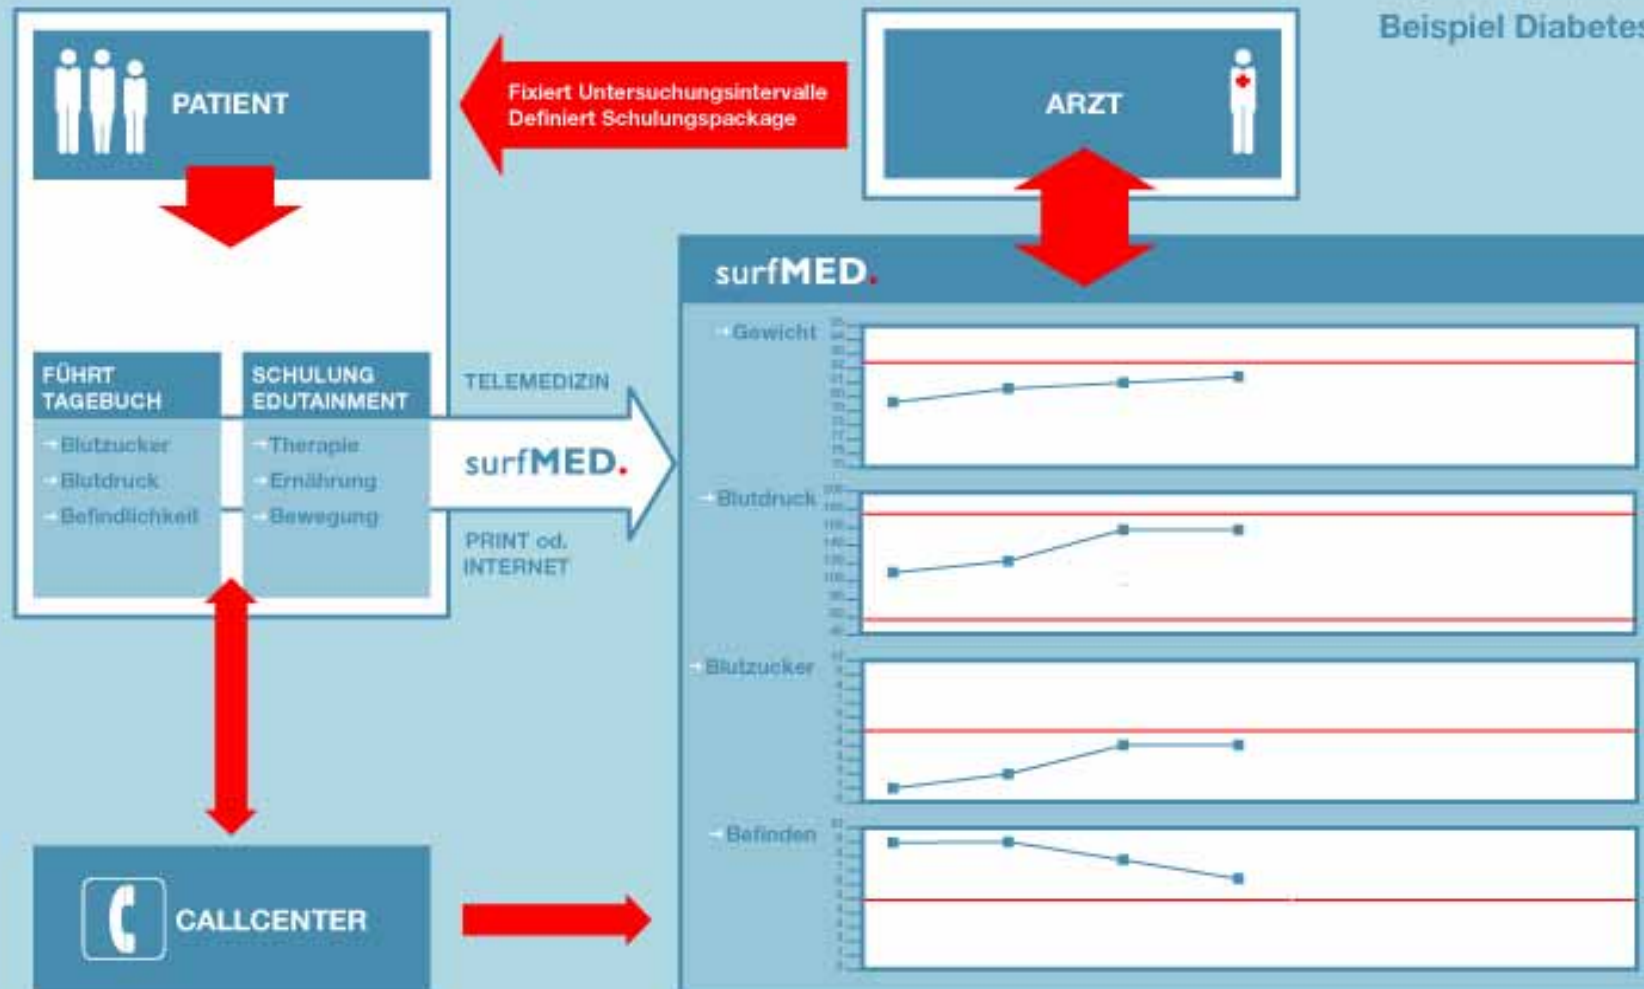 Beispiel Diabetes
PATIENT
Fixiert Untersuchungsintervalle
Definiert Schulungspackage
ARZT
surfMED.
FÜHRT
TAGEBUCH
Blutzucker
Blutdruck
Befindlichkeit
SCHULUNG
EDUTAINMENT
Therapie
Ernährung
Bewegung
TELEMEDIZIN
surfMED.
PRINT od.
INTERNET
Gewicht
Blutdruck
Blutzucker
Befinden
CALLCENTER